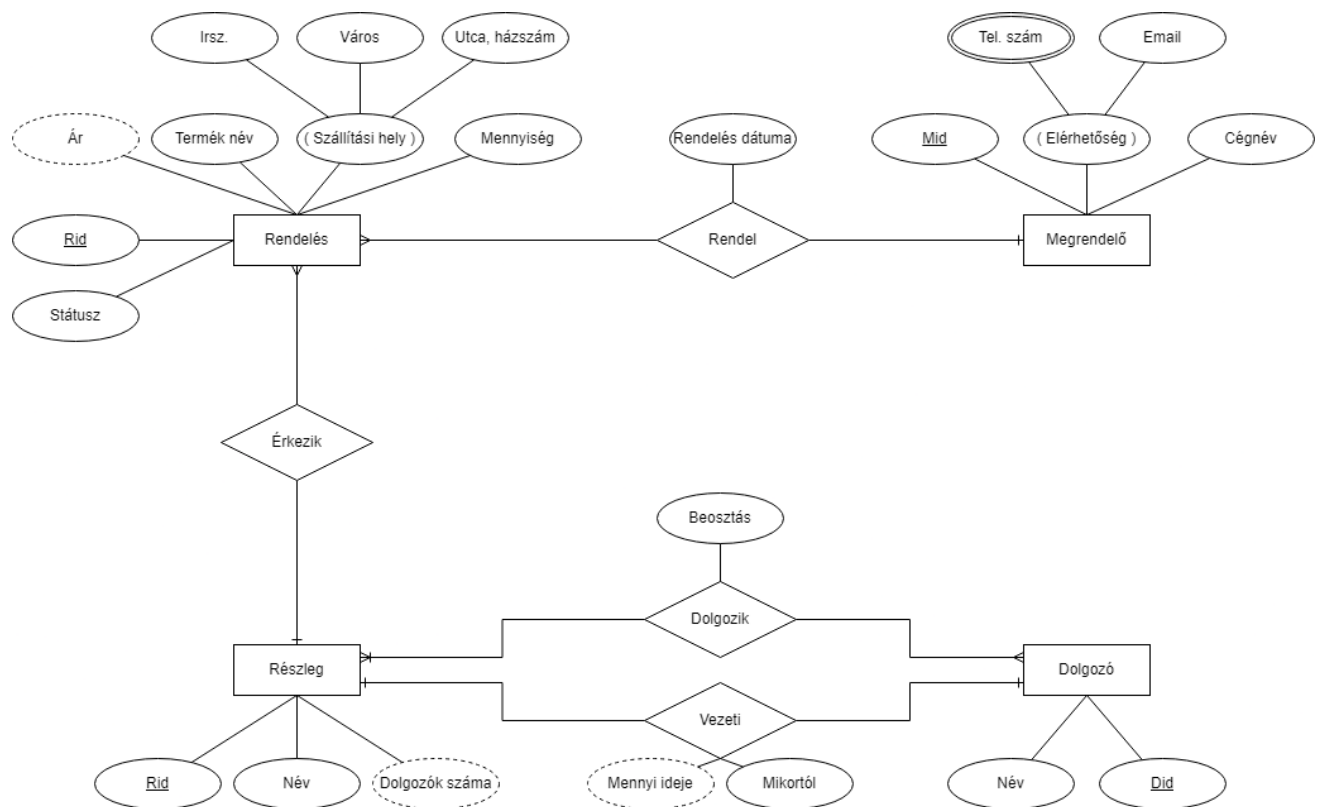 Irsz.
Város
Utca, házszám
Tel. szám
Email
Ár
Termék név
( Szállítási hely )
Mennyiség
Rendelés dátuma
Mid
( Elérhetőség )
Cégnév
Rid
Rendelés
Rendel
Megrendelő
Státusz
Érkezik
Beosztás
Dolgozik
Részleg
Dolgozó
Vezeti
Rid
Név
Dolgozók száma
Mennyi ideje
Mikortól
Név
Did